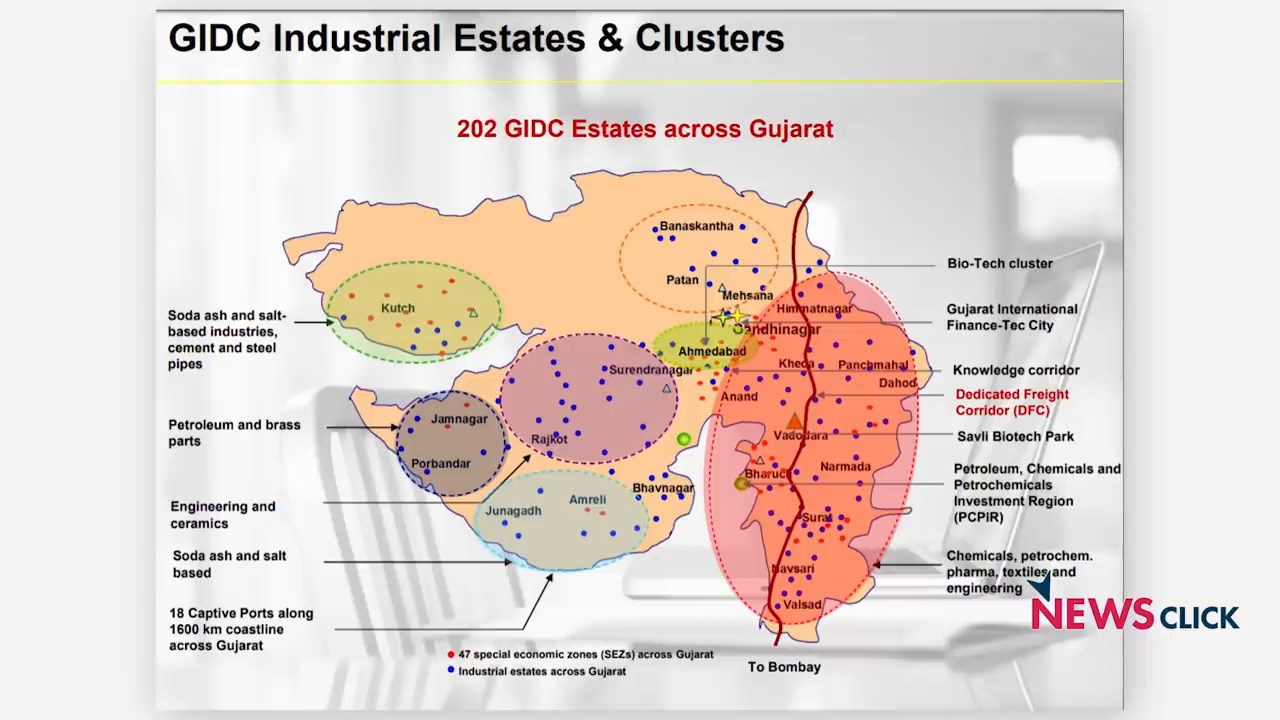 GIDC Industrial Estates & Clusters
202 GIDC Estates across Gujarat
Banaskantha
Patan
Mehsana
Himmatnagar
Gandhinagar
Kutch
Ahmedabad
Surendranagar
Kheda
Panchmahal
Dahod
Anand
Jamnagar
Rajkot
Vadodara
Porbandar
Bharuch
Narmada
Bhavnagar
Amreli
Junagadh
Surat
Navsari
Valsad
To Bombay
Soda ash and salt-
based industries,
cement and steel
pipes
Petroleum and brass
parts
Engineering and
ceramics
Soda ash and salt
based
18 Captive Ports along
1600 km coastline
across Gujarat
Bio-Tech cluster
Gujarat International
Finance-Tec City
Knowledge corridor
Dedicated Freight
Corridor (DFC)
Savli Biotech Park
Petroleum, Chemicals and
Petrochemicals
Investment Region
(PCPIR)
Chemicals, petrochem.
pharma, textiles and
engineering
47 special economic zones (SEZs) across Gujarat
Industrial estates across Gujarat
NEWSCLICK